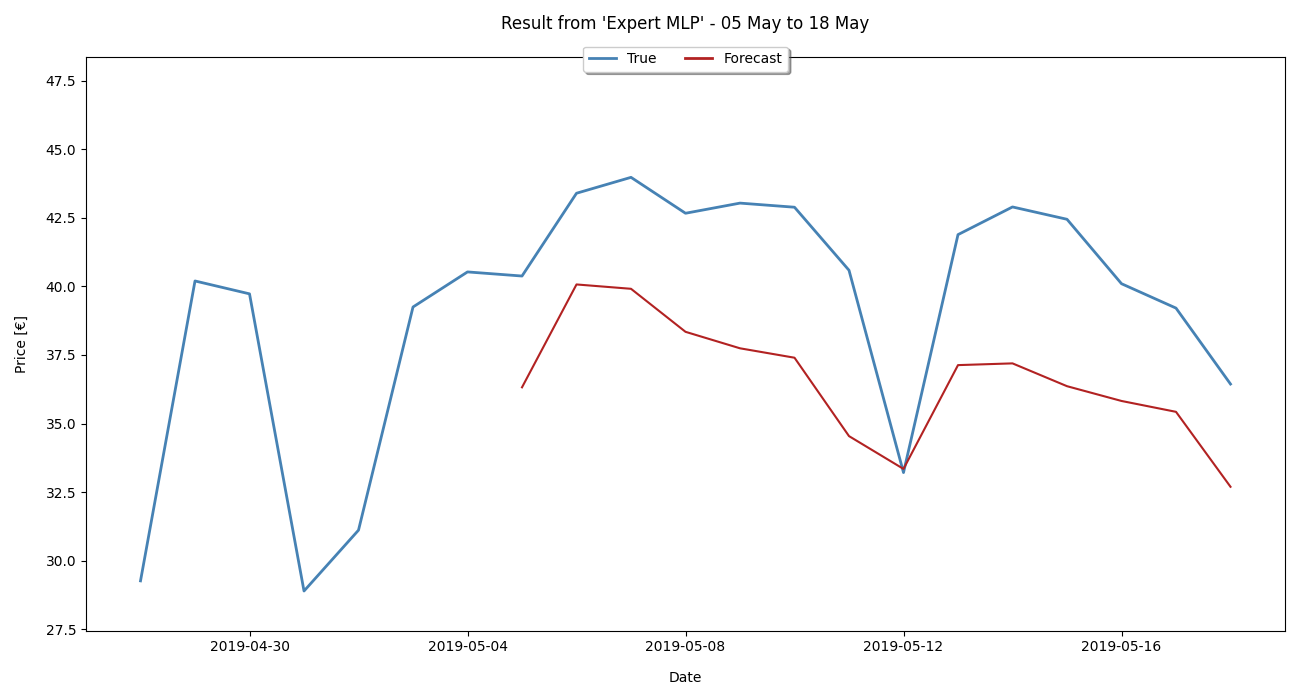 Result from 'Expert MLP' - 05 May to 18 May
True Forecast
47.5
45.0
42.5
40.0
37.5
35.0
32.5
30.0
27.5
Price [€]
2019-04-30 2019-05-04 2019-05-08 2019-05-12 2019-05-16
Date